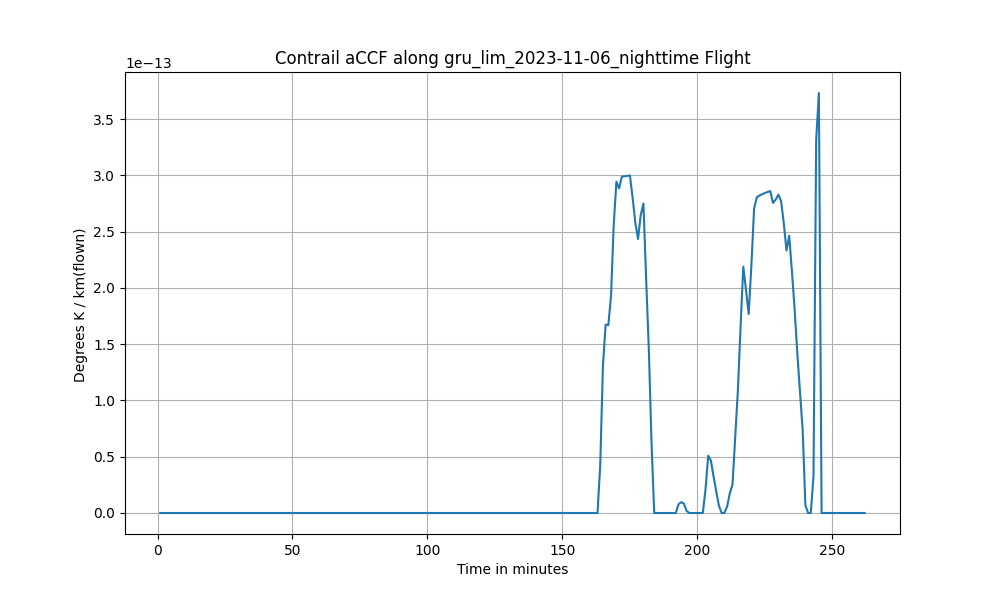 Contrail aCCF along gru_lim_2023-11-06_nighttime Flight
1e−13
3.5
3.0
2.5
2.0
1.5
1.0
0.5
0.0
Degrees K / km(flown)
0 50 100 150 200 250
Time in minutes